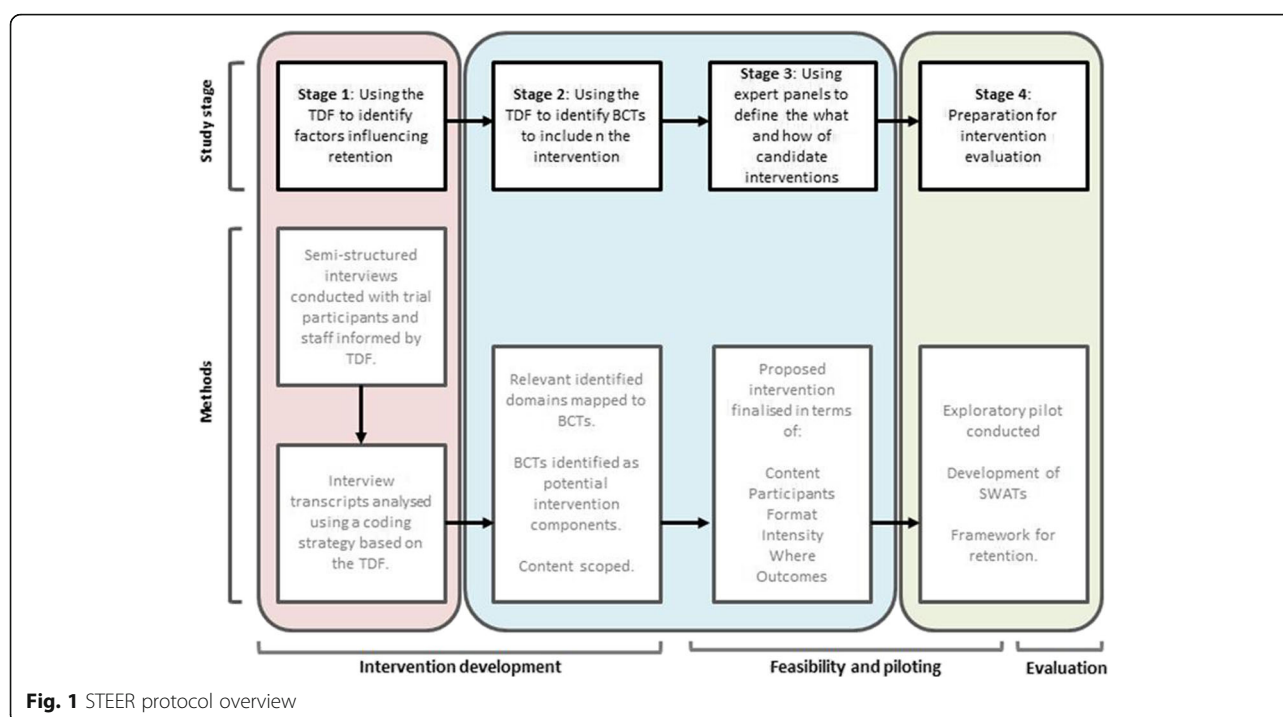 Study stage
Stage 1: Using the
TDF to identify
factors influencing
retention
Stage 2: Using the
TDF to identify BCTs
to include n the
intervention
Stage 3: Using
expert panels to
define the what
and how of
candidate
interventions
Stage 4:
Preparation for
intervention
evaluation
Methods
Semi-structured
interviews
conducted with trial
participants and
staff informed by
TDF.
Interview
transcripts analysed
using a coding
strategy based on
the TDF.
Relevant identified
domains mapped to
BCTs.
BCTs identified as
potential
intervention
components.
Content scoped.
Proposed
intervention
finalised in terms
of:
Content
Participants
Format
Intensity
Where
Outcomes
Exploratory pilot
conducted
Development of
SWATs
Framework for
retention.
Intervention development
Feasibility and piloting
Evaluation
Fig. 1 STEER protocol overview